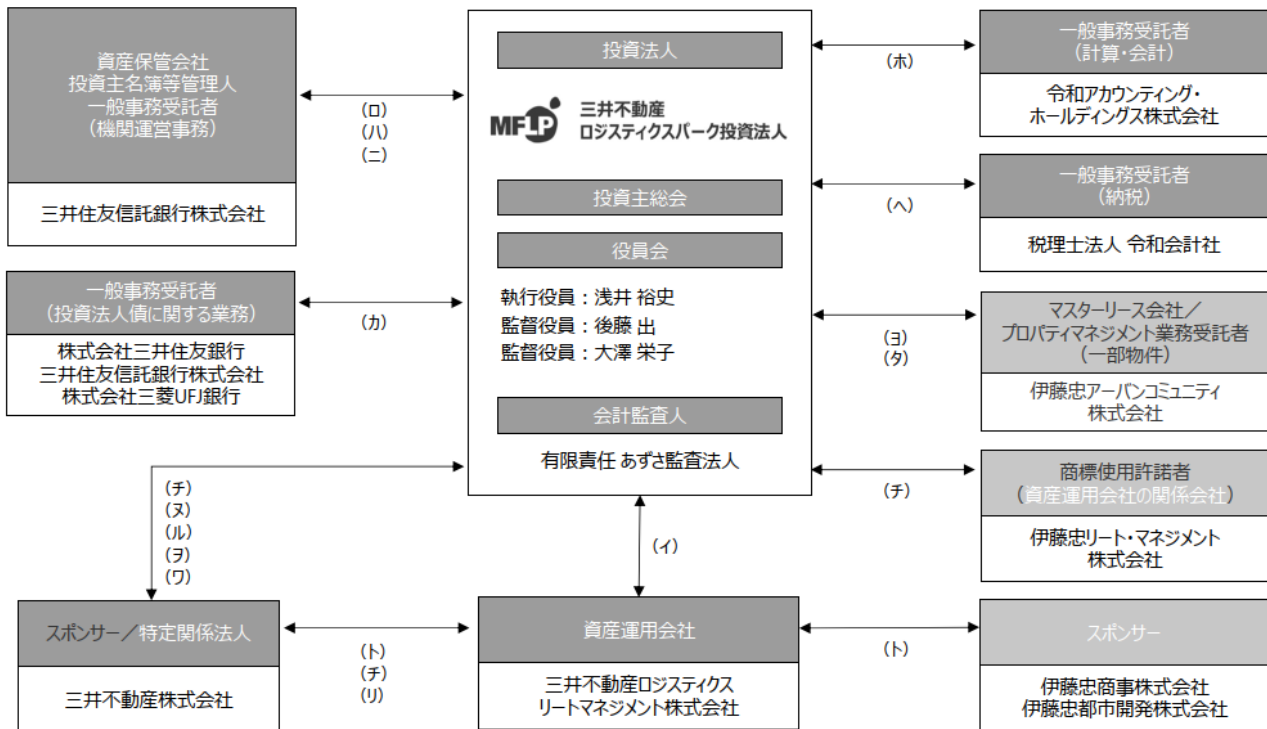 資産保管会社
投資主名簿等管理人
一般事務受託者
(機関運営事務)
三井住友信託銀行株式会社
(ロ)
(ハ)
(ニ)
一般事務受託者
(投資法人債に関する業務)
株式会社三井住友銀行
三井住友信託銀行株式会社
株式会社三菱UFJ銀行
(カ)
投資法人
MFLP
三井不動産
ロジスティクスパーク投資法人
投資主総会
役員会
執行役員:浅井 裕史
監督役員:後藤 出
監督役員:大澤 栄子
会計監査人
有限責任 あずさ監査法人
(ホ)
一般事務受託者
(計算・会計)
令和アカウンティング・
ホールディングス株式会社
(ヘ)
一般事務受託者
(納税)
税理士法人 令和会計社
(ヨ)
(タ)
マスターリース会社/
プロパティマネジメント業務受託者
(一部物件)
伊藤忠アーバンコミュニティ
株式会社
(チ)
商標使用許諾者
(資産運用会社の関係会社)
伊藤忠リート・マネジメント
株式会社
(チ)
(ヌ)
(ル)
(ヲ)
(ワ)
(イ)
スポンサー/特定関係法人
三井不動産株式会社
(ト)
(チ)
(リ)
資産運用会社
三井不動産ロジスティクス
リートマネジメント株式会社
(ト)
スポンサー
伊藤忠商事株式会社
伊藤忠都市開発株式会社